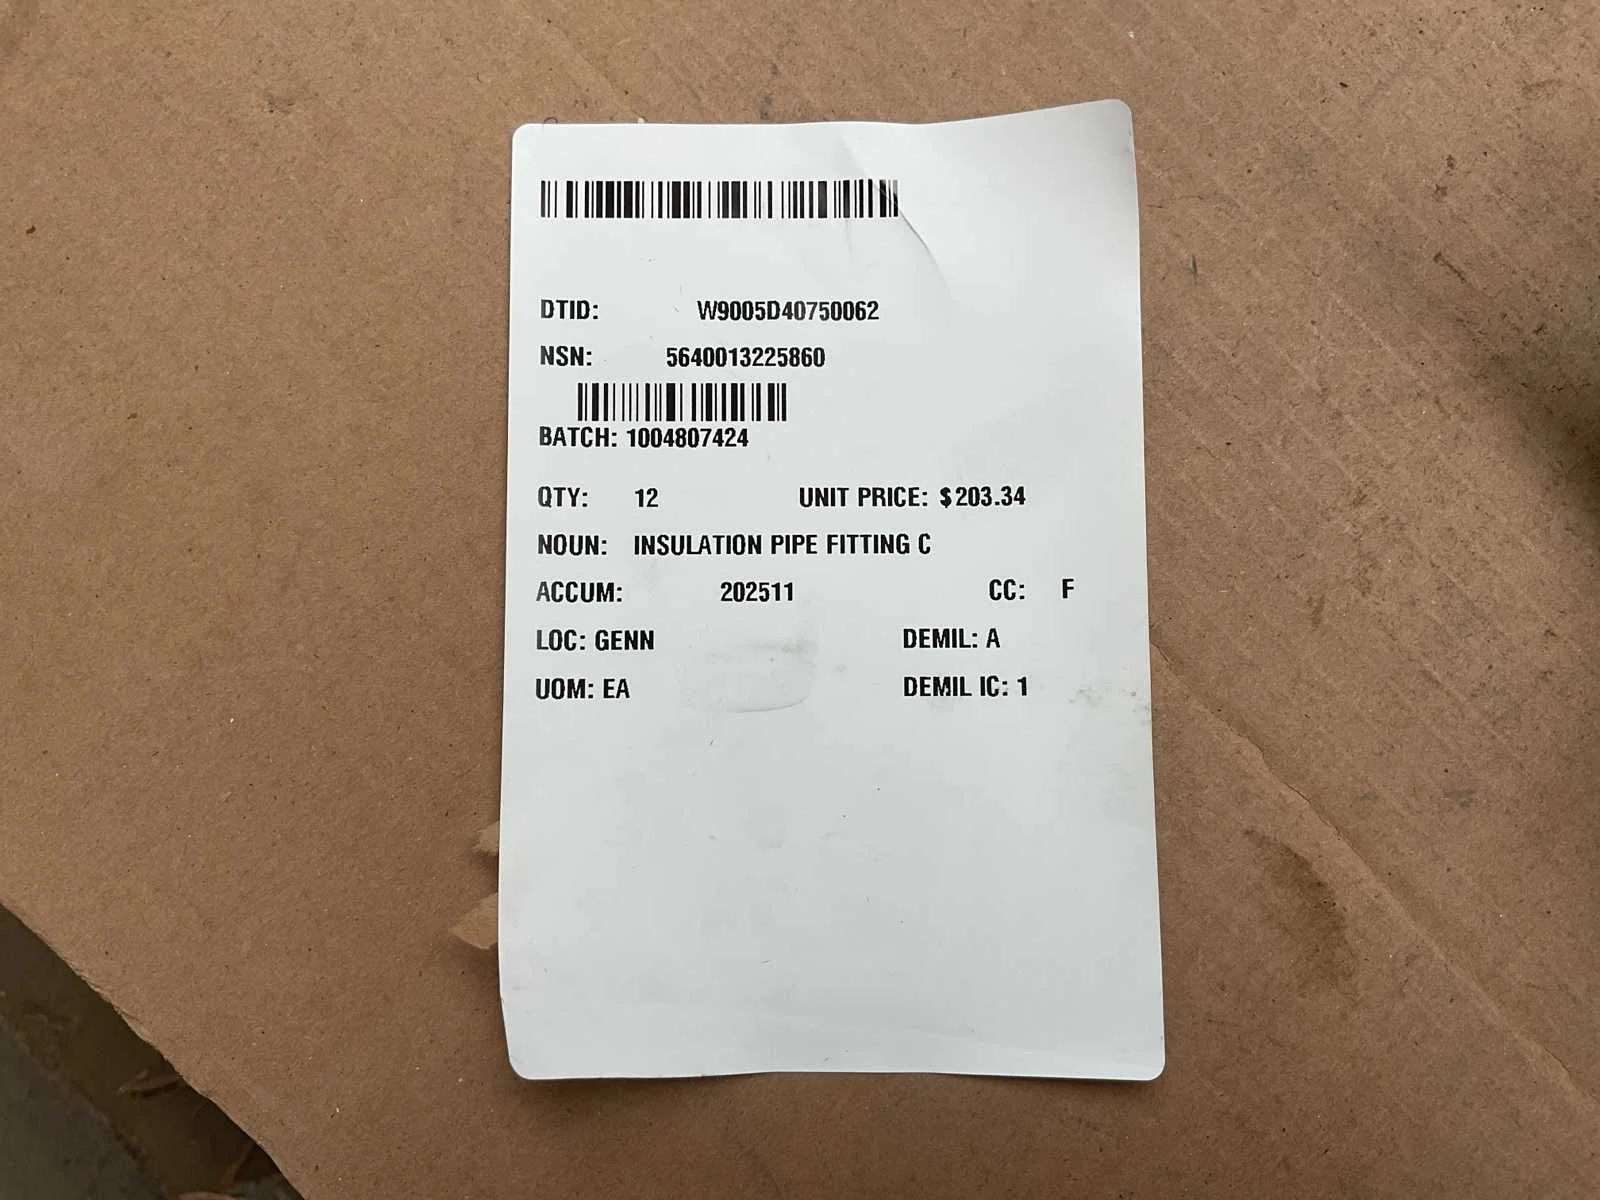 DTID: W9005D40750062
NSN: 5640013225860
BATCH: 1004807424
QTY: 12 UNIT PRICE: $203.34
NOUN: INSULATION PIPE FITTING C
ACCUM: 202511 CC: F
LOC: GENN DEMIL: A
UOM: EA DEMIL IC: 1